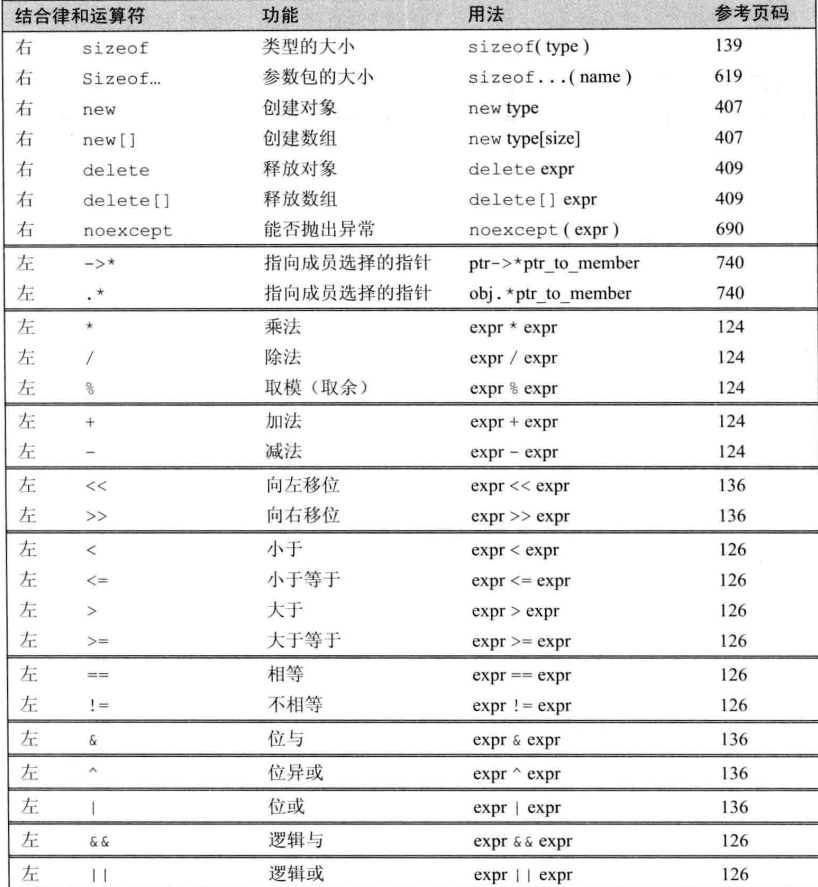 结合律和运算符 功能 用法 参考页码
右 sizeof 类型的大小 sizeof( type ) 139
右 Sizeof… 参数包的大小 sizeof...( name ) 619
右 new 创建对象 new type 407
右 new[] 创建数组 new type[size] 407
右 delete 释放对象 delete expr 409
右 delete[] 释放数组 delete[] expr 409
右 noexcept 能否抛出异常 noexcept ( expr ) 690
左 ->* 指向成员选择的指针 ptr->*ptr_to_member 740
左 .* 指向成员选择的指针 obj.*ptr_to_member 740
左 * 乘法 expr * expr 124
左 / 除法 expr / expr 124
左 % 取模（取余） expr % expr 124
左 + 加法 expr + expr 124
左 - 减法 expr - expr 124
左 << 向左移位 expr << expr 136
左 >> 向右移位 expr >> expr 136
左 < 小于 expr < expr 126
左 <= 小于等于 expr <= expr 126
左 > 大于 expr > expr 126
左 >= 大于等于 expr >= expr 126
左 == 相等 expr == expr 126
左 != 不相等 expr != expr 126
左 & 位与 expr & expr 136
左 ^ 位异或 expr ^ expr 136
左 | 位或 expr | expr 136
左 && 逻辑与 expr && expr 126
左 || 逻辑或 expr || expr 126